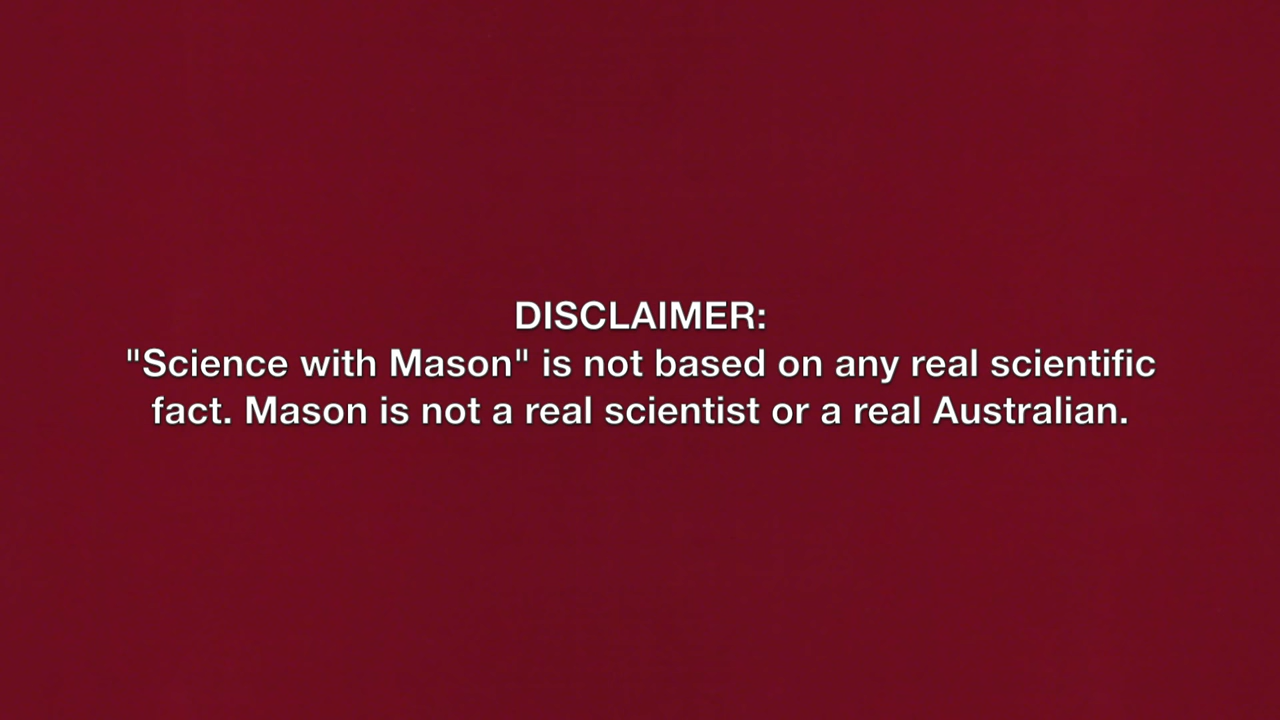 DISCLAIMER:
"Science with Mason" is not based on any real scientific
fact. Mason is not a real scientist or a real Australian.